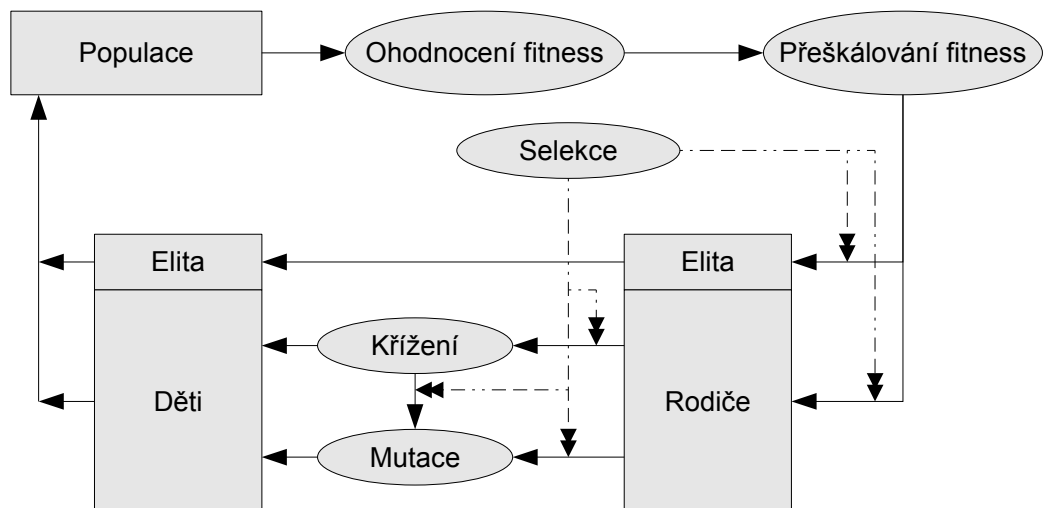 Populace
Ohodnocení fitness
Přeškálování fitness
Selekce
Elita
Elita
Křížení
Děti
Rodiče
Mutace